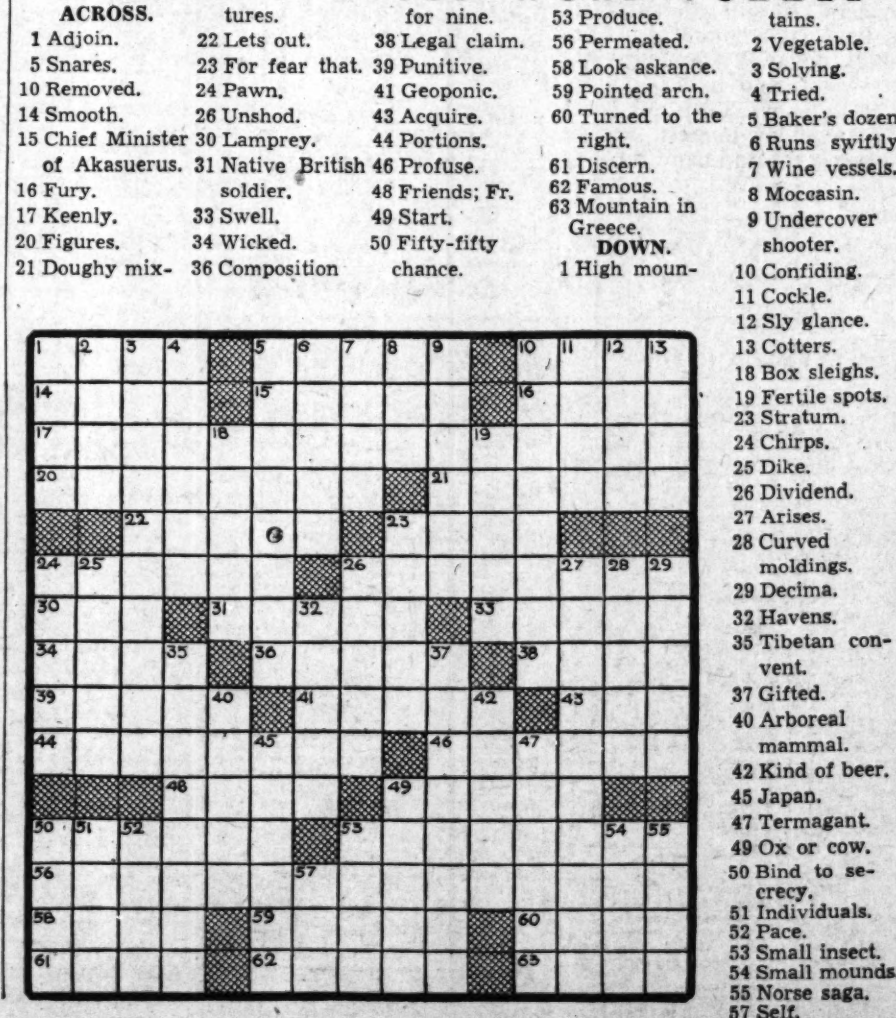 ACROSS.
1 Adjoin.
5 Snares.
10 Removed.
14 Smooth.
15 Chief Minister
of Akasuerus.
16 Fury.
17 Keenly.
20 Figures.
21 Doughy mix-
tures.
22 Lets out.
23 For fear that.
24 Pawn.
26 Unshod.
30 Lamprey.
31 Native British
soldier.
33 Swell.
34 Wicked.
36 Composition
for nine.
38 Legal claim.
39 Punitive.
41 Geoponic.
43 Acquire.
44 Portions.
46 Profuse.
48 Friends; Fr.
49 Start.
50 Fifty-fifty
chance.
53 Produce.
56 Permeated.
58 Look askance.
59 Pointed arch.
60 Turned to the
right.
61 Discern.
62 Famous.
63 Mountain in
Greece.
DOWN.
1 High moun-
tains.
2 Vegetable.
3 Solving.
4 Tried.
5 Baker's dozen
6 Runs swiftly
7 Wine vessels.
8 Moccasin.
9 Undercover
shooter.
10 Confiding.
11 Cockle.
12 Sly glance.
13 Cotters.
18 Box sleighs.
19 Fertile spots.
23 Stratum.
24 Chirps.
25 Dike.
26 Dividend.
27 Arises.
28 Curved
moldings.
29 Decima.
32 Havens.
35 Tibetan con-
vent.
37 Gifted.
40 Arboreal
mammal.
42 Kind of beer.
45 Japan.
47 Termagant.
49 Ox or cow.
50 Bind to se-
crecy.
51 Individuals.
52 Pace.
53 Small insect.
54 Small mounds
55 Norse saga.
57 Self.
1 2 3 4 5 6 7 8 9 10 11 12 13
14 15 16
17 18 19
20 21
22 23
24 25 26 27 28 29
30 31 32 33
34 35 36 37 38
39 40 41 42 43
44 45 46 47
48 49
50 51 52 53 54 55
56 57
58 59 60
61 62 63